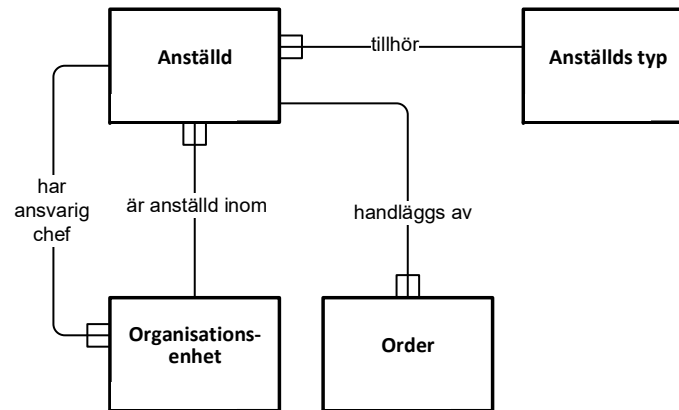 Anställd
tillhör
Anställds typ
har
ansvarig
chef
är anställd inom
handläggs av
Organisations-
enhet
Order